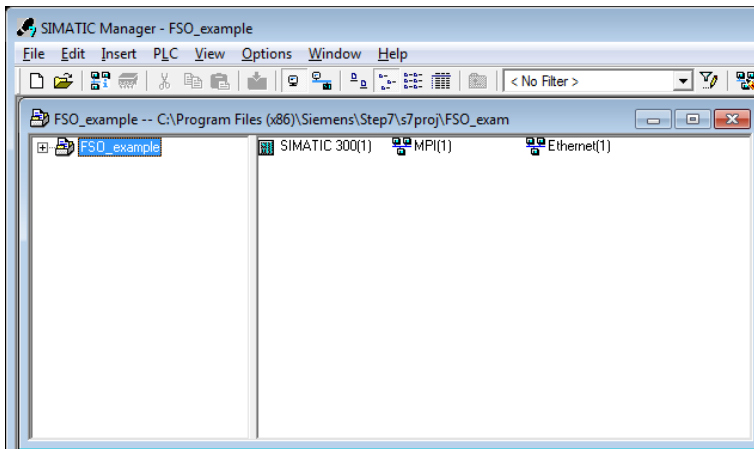 SIMATIC Manager - FSO_example
File Edit Insert PLC View Options Window Help
< No Filter >
FSO_example -- C:\Program Files (x86)\Siemens\Step7\s7proj\FSO_exam
FSO_example SIMATIC 300(1) MPI(1) Ethernet(1)